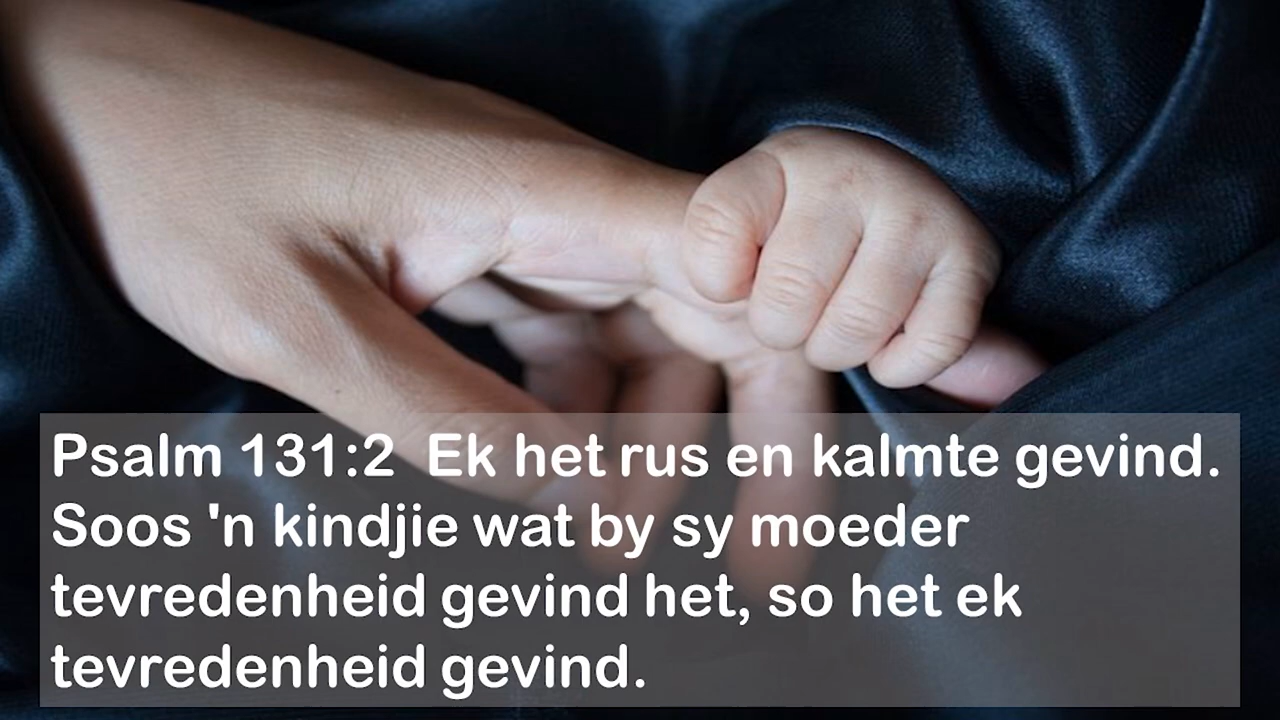 Psalm 131:2  Ek het rus en kalmte gevind.
Soos 'n kindjie wat by sy moeder
tevredenheid gevind het, so het ek
tevredenheid gevind.